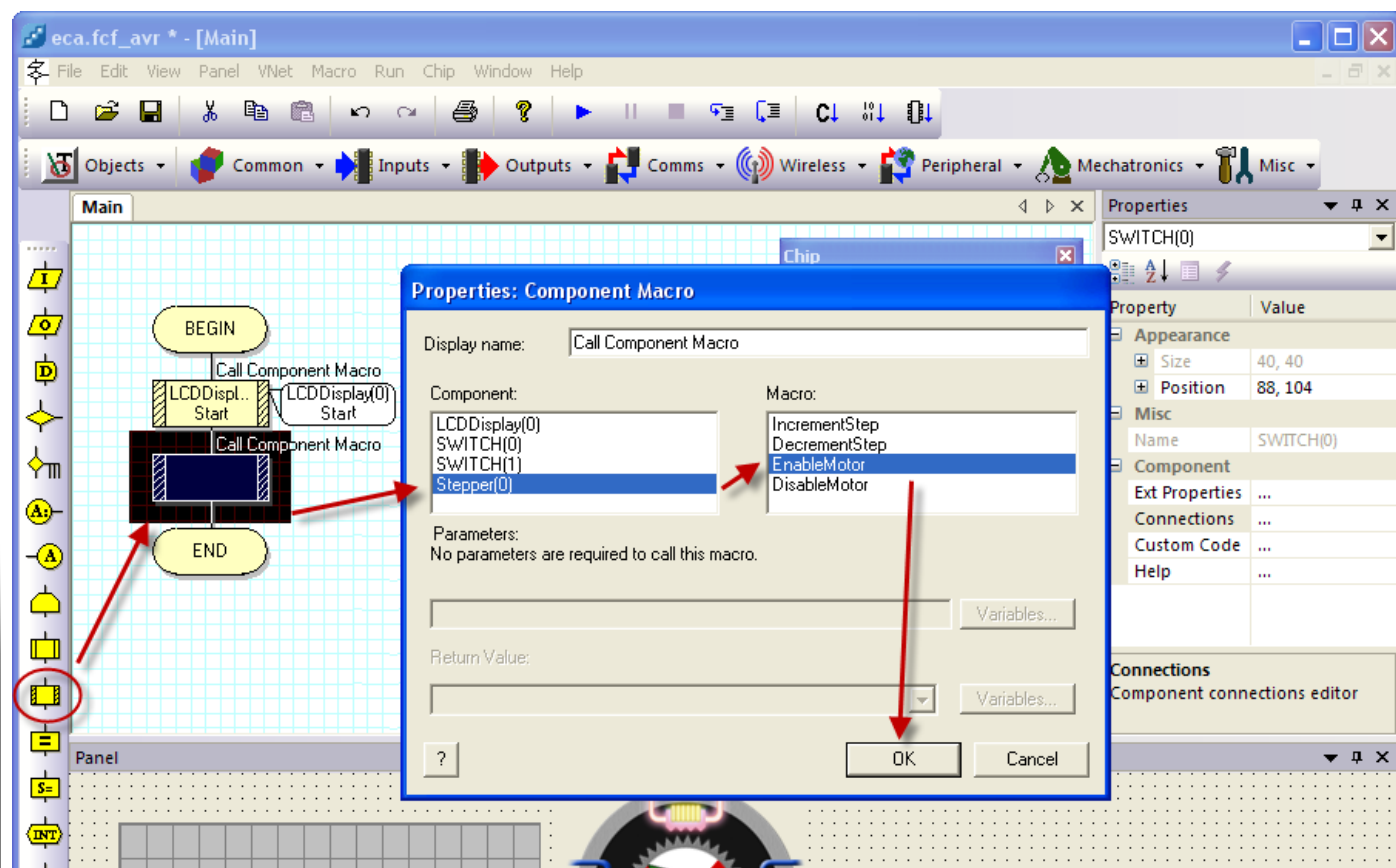 eca.fcf_avr * - [Main]
File Edit View Panel VNet Macro Run Chip Window Help
Objects Common Inputs Outputs Comms Wireless Peripheral Mechatronics Misc
Main
Properties
SWITCH(0)
Chip
Property Value
Appearance
Size 40, 40
Position 88, 104
Misc
Name SWITCH(0)
Component
Ext Properties ...
Connections ...
Custom Code ...
Help ...
Connections
Component connections editor
BEGIN
Call Component Macro
LCDDispl..
Start
LCDDisplay(0)
Start
Call Component Macro
END
Properties: Component Macro
Display name: Call Component Macro
Component:
LCDDisplay(0)
SWITCH(0)
SWITCH(1)
Stepper(0)
Macro:
IncrementStep
DecrementStep
EnableMotor
DisableMotor
Parameters:
No parameters are required to call this macro.
Variables...
Return Value:
Variables...
? OK Cancel
Panel
I
O
D
A:
A
=
S=
INT